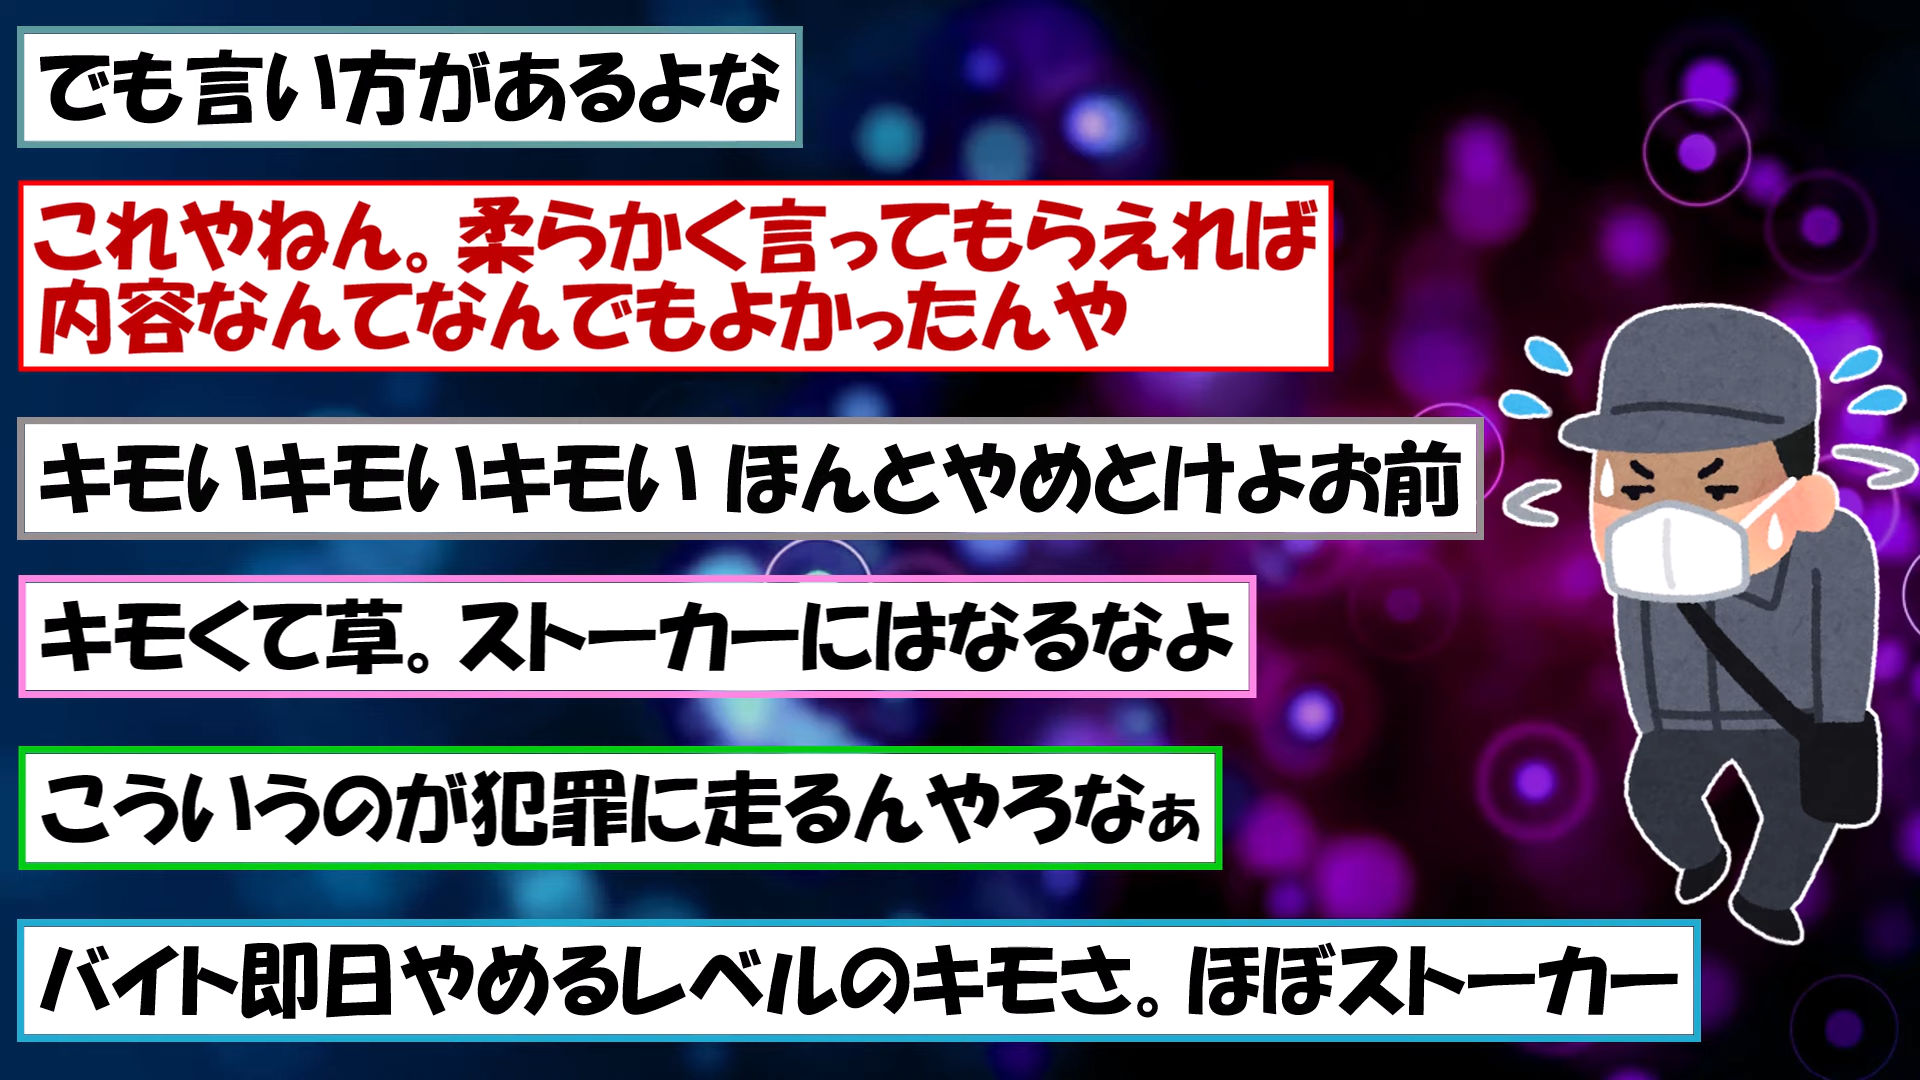 でも言い方があるよな
これやねん。柔らかく言ってもらえれば
内容なんてなんでもよかったんや
キモいキモいキモい ほんとやめとけよお前
キモくて草。ストーカーにはなるなよ
こういうのが犯罪に走るんやろなぁ
バイト即日やめるレベルのキモさ。ほぼストーカー